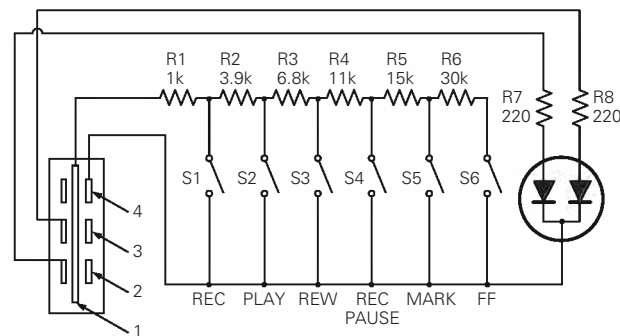 R1 R2 R3 R4 R5 R6
1k 3.9k 6.8k 11k 15k 30k
R7
220
R8
220
S1 S2 S3 S4 S5 S6
4
3
2
1
REC PLAY REW REC PAUSE MARK FF